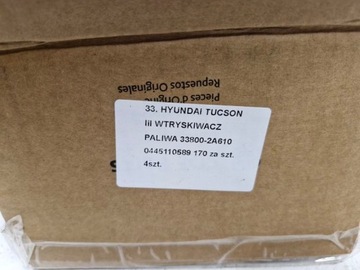 Repuestos Originales
Pièces d'Origine
33. HYUNDAI TUCSON
III WTRYSKIWACZ
PALIWA 33800-2A610
0445110589 170 za szt.
4szt.